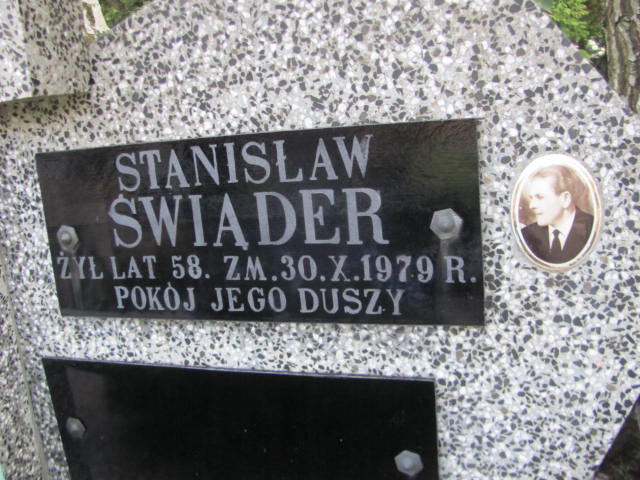 STANISŁAW
ŚWIĄDER
ŻYŁ LAT 58. ZM. 30. X. 1979 R.
POKÓJ JEGO DUSZY